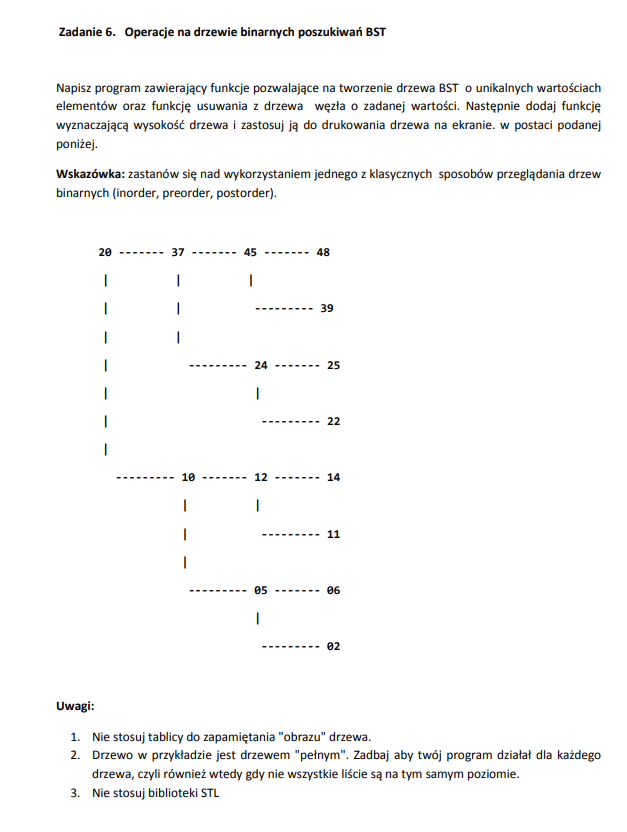 Zadanie 6. Operacje na drzewie binarnych poszukiwań BST
Napisz program zawierający funkcje pozwalające na tworzenie drzewa BST o unikalnych wartościach
elementów oraz funkcję usuwania z drzewa węzła o zadanej wartości. Następnie dodaj funkcję
wyznaczającą wysokość drzewa i zastosuj ją do drukowania drzewa na ekranie. w postaci podanej
poniżej.
Wskazówka: zastanów się nad wykorzystaniem jednego z klasycznych sposobów przeglądania drzew
binarnych (inorder, preorder, postorder).
20 ------- 37 ------- 45 ------- 48
| | |
| | --------- 39
| |
| --------- 24 ------- 25
| |
| --------- 22
|
--------- 10 ------- 12 ------- 14
| |
| --------- 11
|
--------- 05 ------- 06
|
--------- 02
Uwagi:
1. Nie stosuj tablicy do zapamiętania "obrazu" drzewa.
2. Drzewo w przykładzie jest drzewem "pełnym". Zadbaj aby twój program działał dla każdego
drzewa, czyli również wtedy gdy nie wszystkie liście są na tym samym poziomie.
3. Nie stosuj biblioteki STL